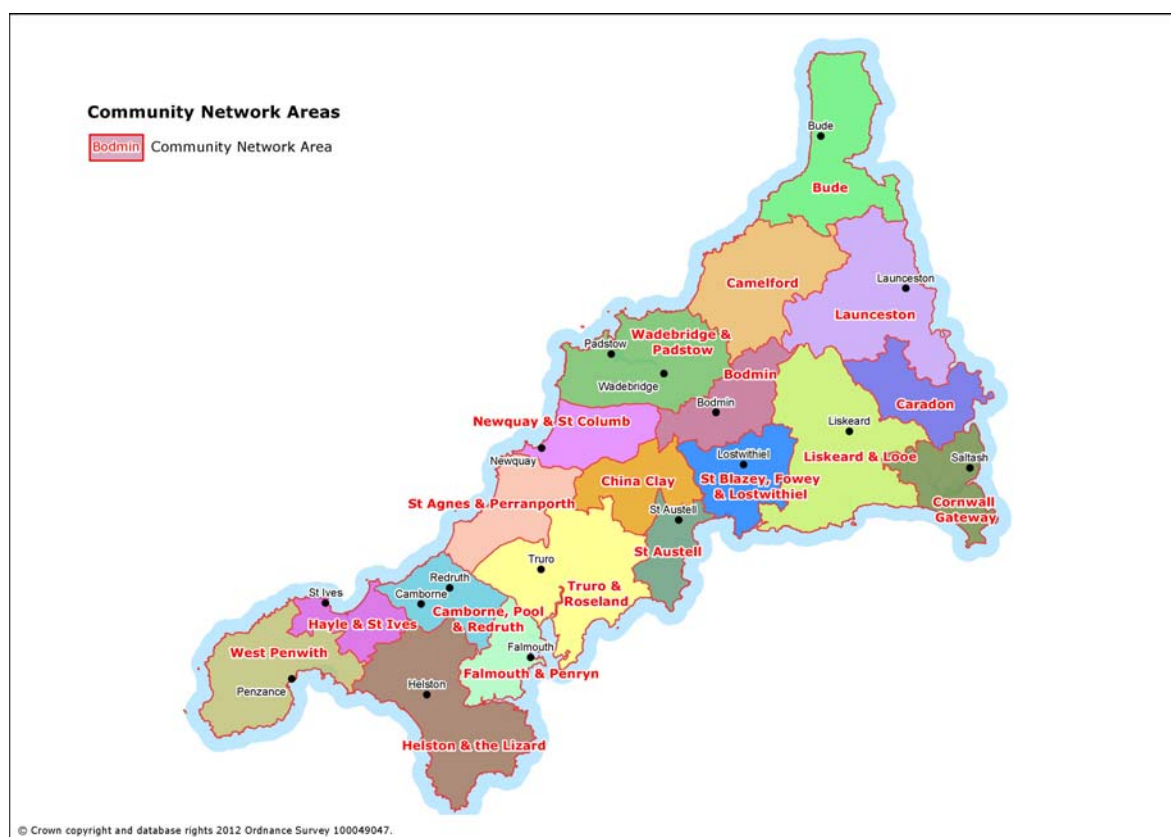 Community Network Areas
Bodmin Community Network Area
Bude
Bude
Camelford
Launceston
Launceston
Wadebridge &
Padstow
Padstow
Wadebridge
Bodmin
Bodmin
Caradon
Newquay & St Columb
Newquay
Liskeard
Liskeard & Looe
Lostwithiel
St Blazey, Fowey
& Lostwithiel
Saltash
Cornwall
Gateway
China Clay
St Agnes & Perranporth
St Austell
St Austell
Truro
Truro &
Roseland
Redruth
Camborne
Camborne, Pool
& Redruth
St Ives
Hayle & St Ives
West Penwith
Penzance
Falmouth
Falmouth & Penryn
Helston
Helston & the Lizard
© Crown copyright and database rights 2012 Ordnance Survey 100049047.